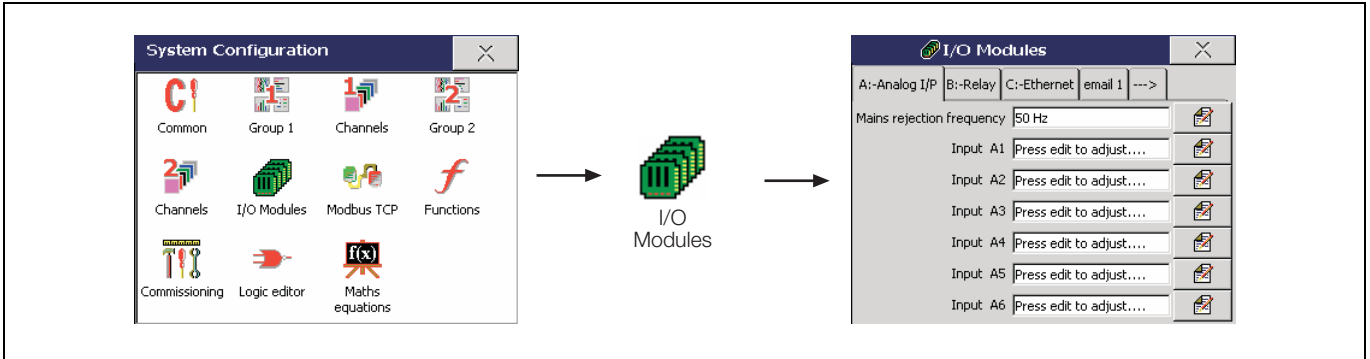 System Configuration
Common
Group 1
Channels
Group 2
Channels
I/O Modules
Modbus TCP
Functions
Commissioning
Logic editor
Maths
equations
f(x)
I/O
Modules
I/O Modules
A:-Analog I/P B:-Relay C:-Ethernet email 1 --->
Mains rejection frequency 50 Hz
Input A1 Press edit to adjust....
Input A2 Press edit to adjust....
Input A3 Press edit to adjust....
Input A4 Press edit to adjust....
Input A5 Press edit to adjust....
Input A6 Press edit to adjust....